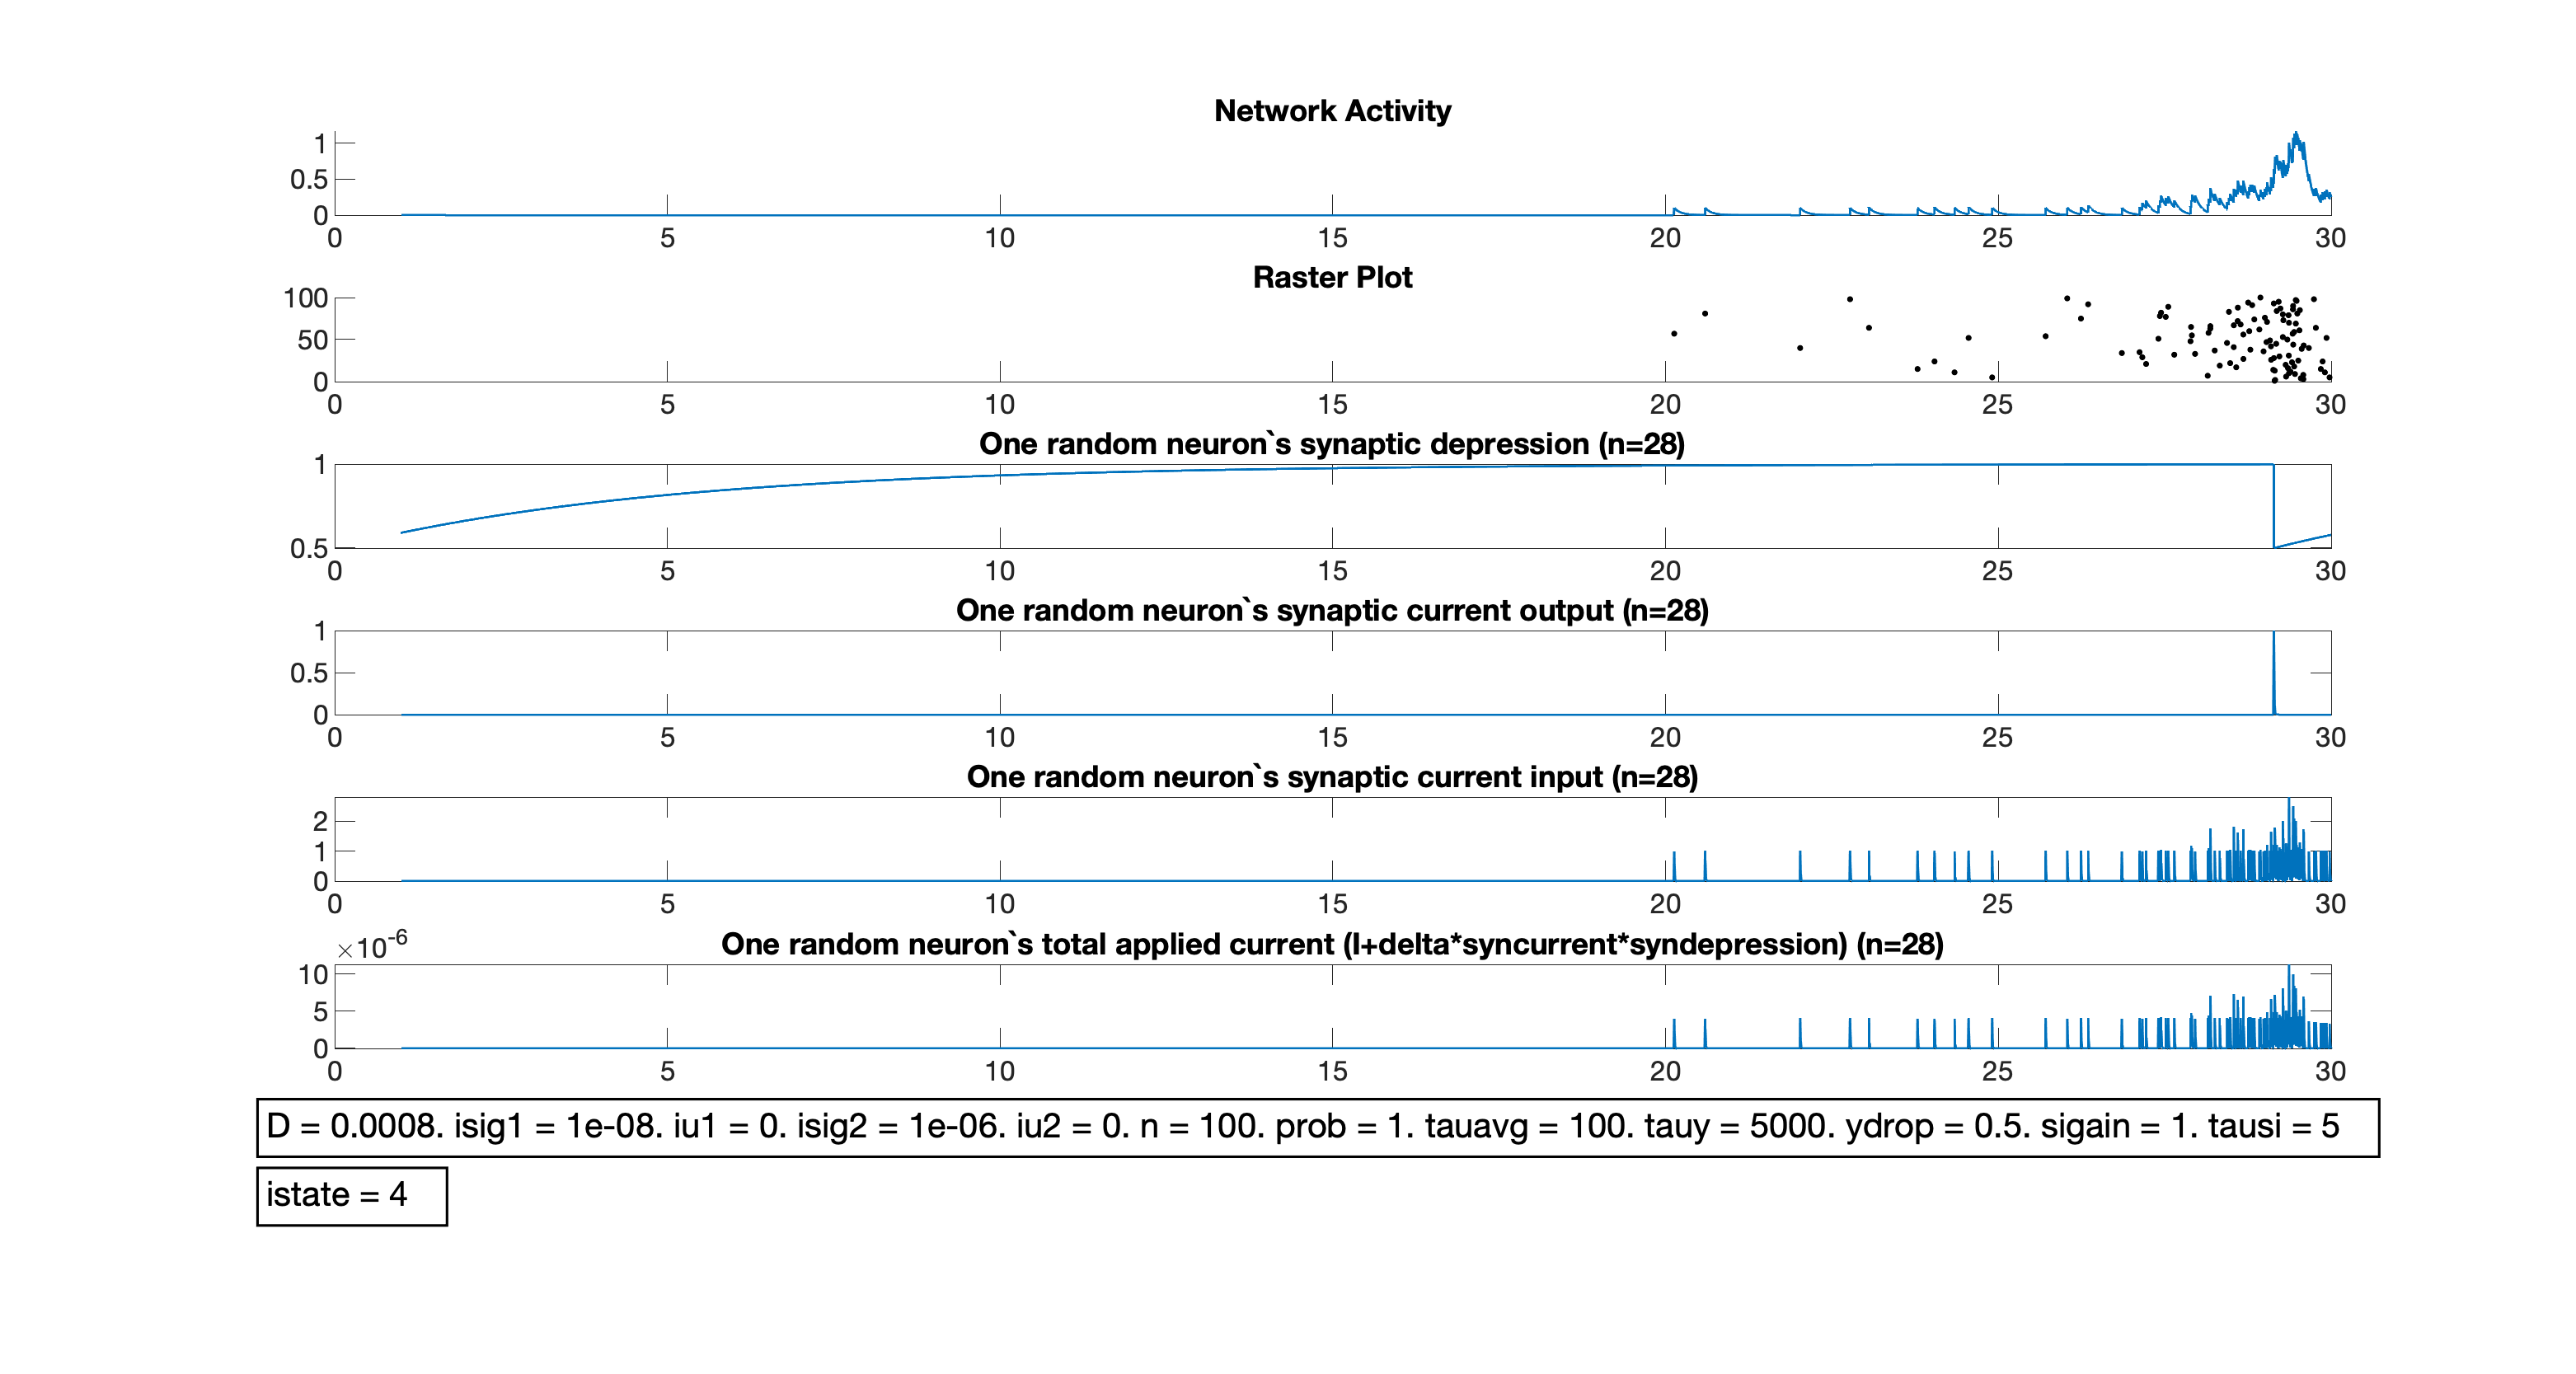 Network Activity
1
0.5
0
0 5 10 15 20 25 30
Raster Plot
100
50
0
0 5 10 15 20 25 30
One random neuron`s synaptic depression (n=28)
1
0.5
0 5 10 15 20 25 30
One random neuron`s synaptic current output (n=28)
1
0.5
0
0 5 10 15 20 25 30
One random neuron`s synaptic current input (n=28)
2
1
0
0 5 10 15 20 25 30
×10-6 One random neuron`s total applied current (I+delta*syncurrent*syndepression) (n=28)
10
5
0
0 5 10 15 20 25 30
D = 0.0008. isig1 = 1e-08. iu1 = 0. isig2 = 1e-06. iu2 = 0. n = 100. prob = 1. tauavg = 100. tauy = 5000. ydrop = 0.5. sigain = 1. tausi = 5
istate = 4